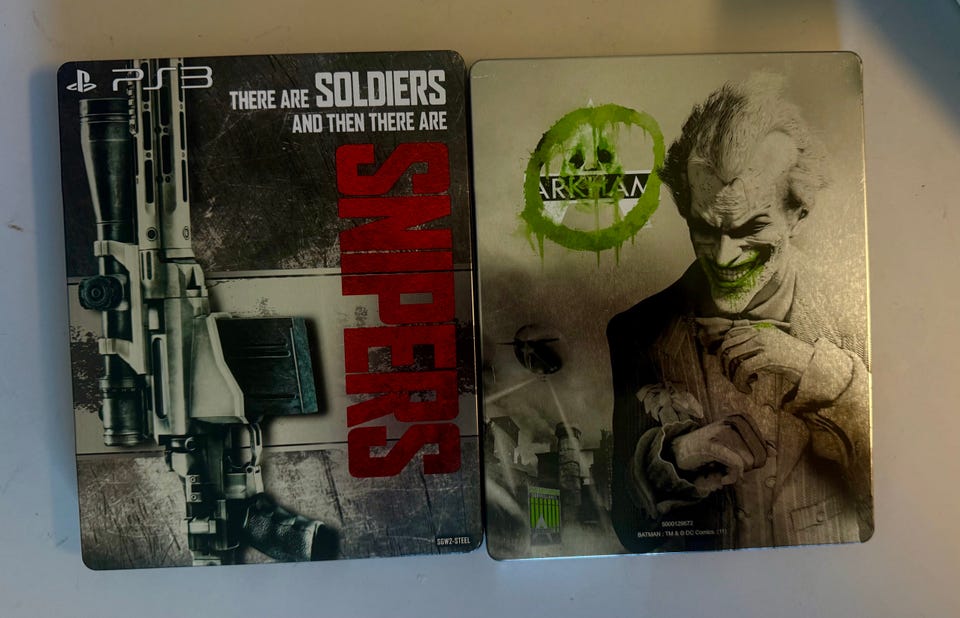 PS3
THERE ARE SOLDIERS
AND THEN THERE ARE
SNIPERS
SGW2-STEEL
ARKHAM
5000129672
BATMAN : TM & © DC Comics. (11)